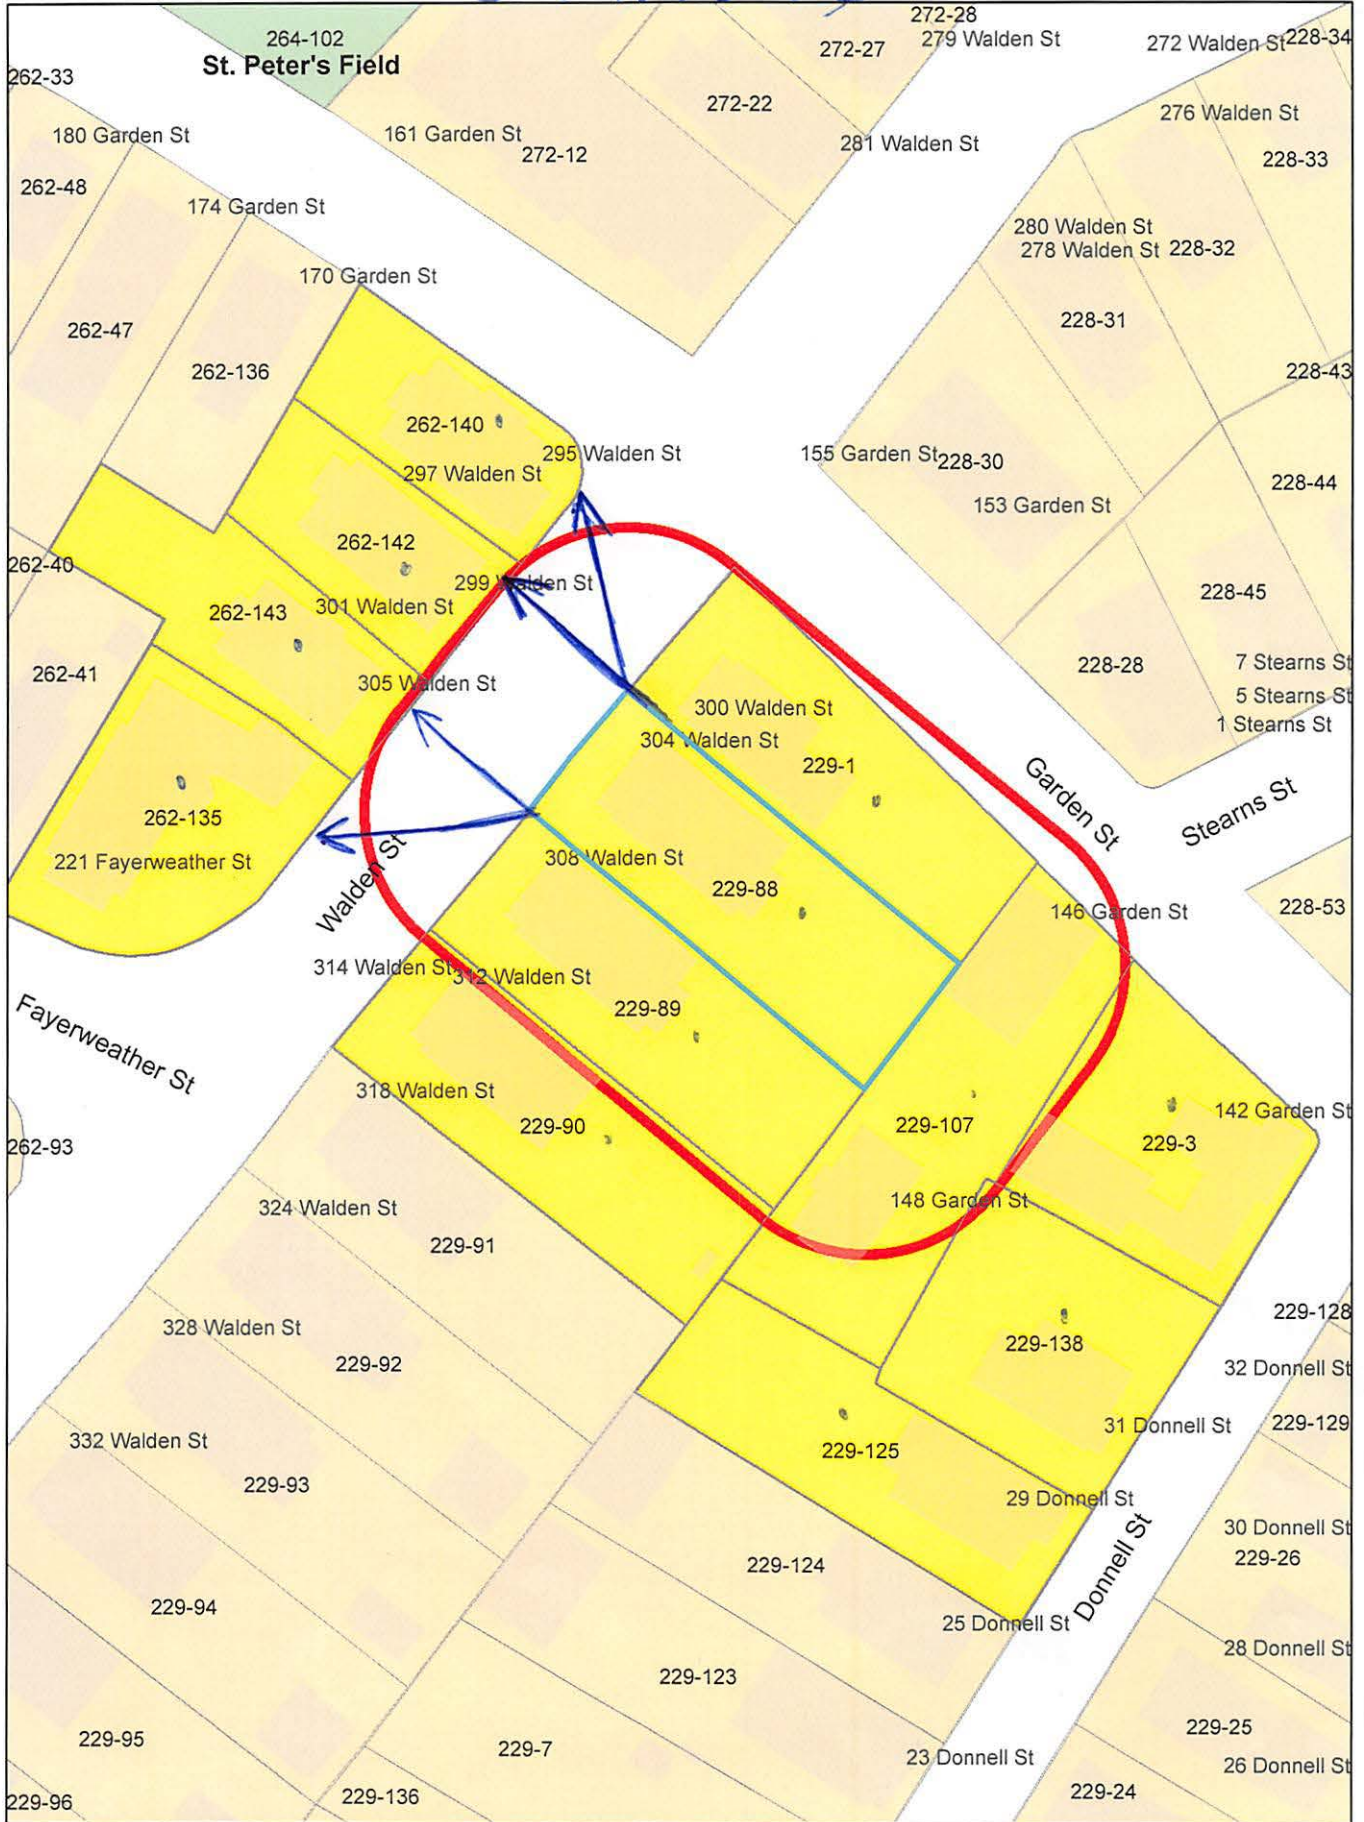 272-28
264-102
272-27
279 Walden St
272 Walden St
228-34
St. Peter's Field
262-33
272-22
276 Walden St
180 Garden St
161 Garden St
272-12
281 Walden St
228-33
262-48
174 Garden St
280 Walden St
278 Walden St
228-32
170 Garden St
262-47
228-31
262-136
228-43
262-140
295 Walden St
155 Garden St
228-30
297 Walden St
228-44
153 Garden St
262-142
262-40
299 Walden St
228-45
262-143
301 Walden St
228-28
7 Stearns St
262-41
305 Walden St
5 Stearns St
300 Walden St
1 Stearns St
304 Walden St
229-1
Garden St
Stearns St
262-135
221 Fayerweather St
308 Walden St
Walden St
229-88
228-53
146 Garden St
314 Walden St
312 Walden St
229-89
Fayerweather St
318 Walden St
229-90
229-107
142 Garden St
229-3
262-93
148 Garden St
324 Walden St
229-91
229-128
328 Walden St
229-138
229-92
32 Donnell St
31 Donnell St
229-129
332 Walden St
229-125
229-93
29 Donnell St
30 Donnell St
229-26
Donnell St
229-124
229-94
25 Donnell St
28 Donnell St
229-123
229-25
229-95
229-7
23 Donnell St
26 Donnell St
229-24
229-136
229-96